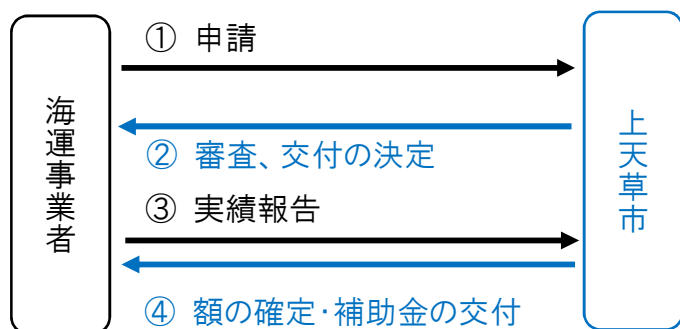 ① 申請
海運事業者
上天草市
② 審査、交付の決定
③ 実績報告
④ 額の確定・補助金の交付